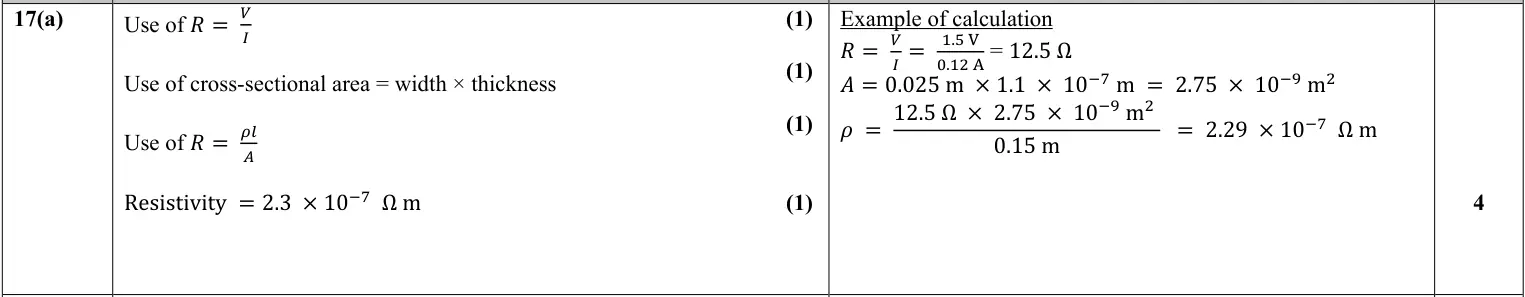 17(a)
Use of R = V/I (1)
Use of cross-sectional area = width × thickness (1)
Use of R = ρl/A (1)
Resistivity = 2.3 × 10⁻⁷ Ω m (1)
Example of calculation
R = V/I = 1.5 V/0.12 A = 12.5 Ω
A = 0.025 m × 1.1 × 10⁻⁷ m = 2.75 × 10⁻⁹ m²
ρ = 12.5 Ω × 2.75 × 10⁻⁹ m²/0.15 m = 2.29 × 10⁻⁷ Ω m
4